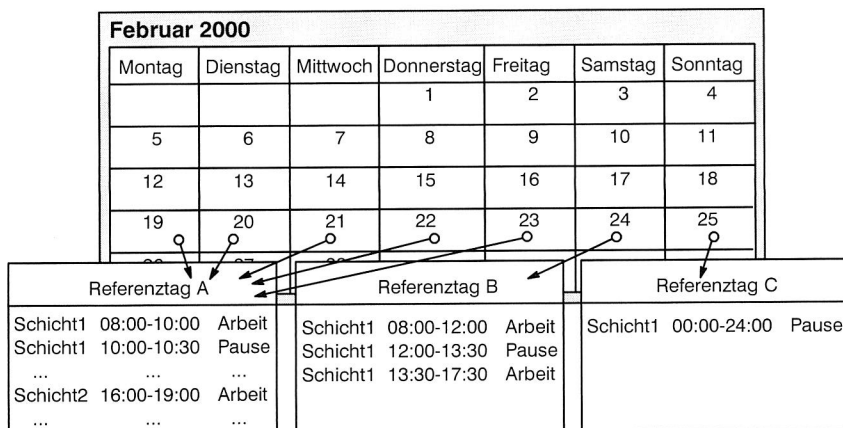 Februar 2000
Montag Dienstag Mittwoch Donnerstag Freitag Samstag Sonntag
1 2 3 4
5 6 7 8 9 10 11
12 13 14 15 16 17 18
19 20 21 22 23 24 25
Referenztag A
Schicht1 08:00-10:00 Arbeit
Schicht1 10:00-10:30 Pause
... ... ...
Schicht2 16:00-19:00 Arbeit
... ... ...
Referenztag B
Schicht1 08:00-12:00 Arbeit
Schicht1 12:00-13:30 Pause
Schicht1 13:30-17:30 Arbeit
Referenztag C
Schicht1 00:00-24:00 Pause